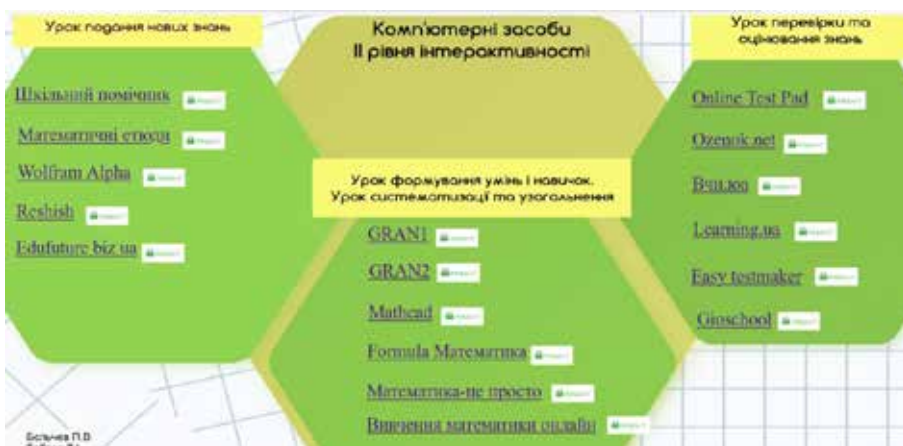 Урок подання нових знань
Шкільний помічник
Математичні етюди
Wolfram Alpha
Reshish
Edufuture biz ua
Комп'ютерні засоби
ІІ рівня інтерактивності
Урок формування умінь і навичок.
Урок систематизації та узагальнення
GRAN1
GRAN2
Mathcad
Formula Математика
Математика-це просто
Вивчення математики онлайн
Урок перевірки та
оцінювання знань
Online Test Pad
Ozenok.net
Learning.ua
Easy testmaker
Gioschool